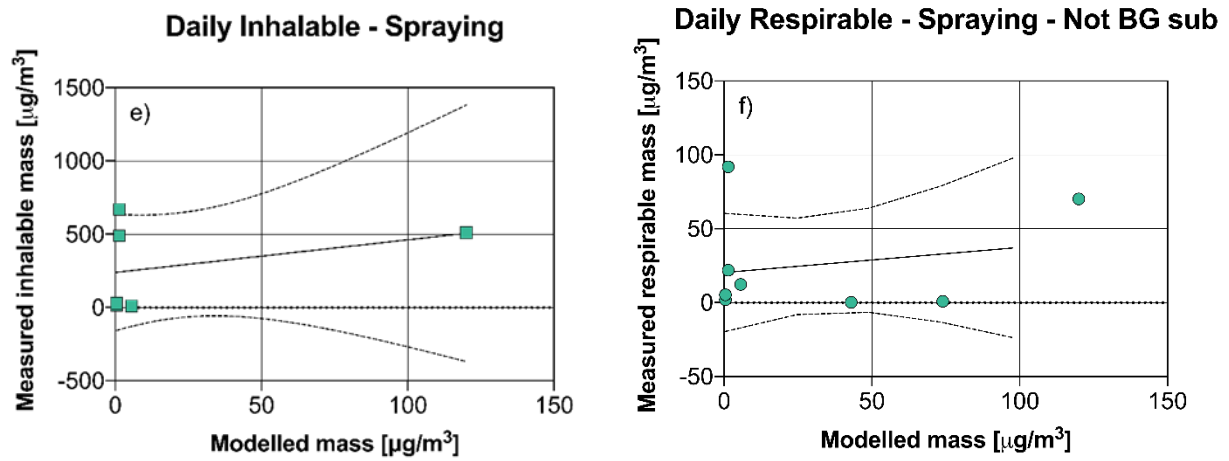 Daily Inhalable - Spraying
Measured inhalable mass [µg/m³]
1500
1000
500
0
-500
e)
0 50 100 150
Modelled mass [µg/m³]
Daily Respirable - Spraying - Not BG sub
Measured respirable mass [µg/m³]
150
100
50
0
-50
f)
0 50 100 150
Modelled mass [µg/m³]